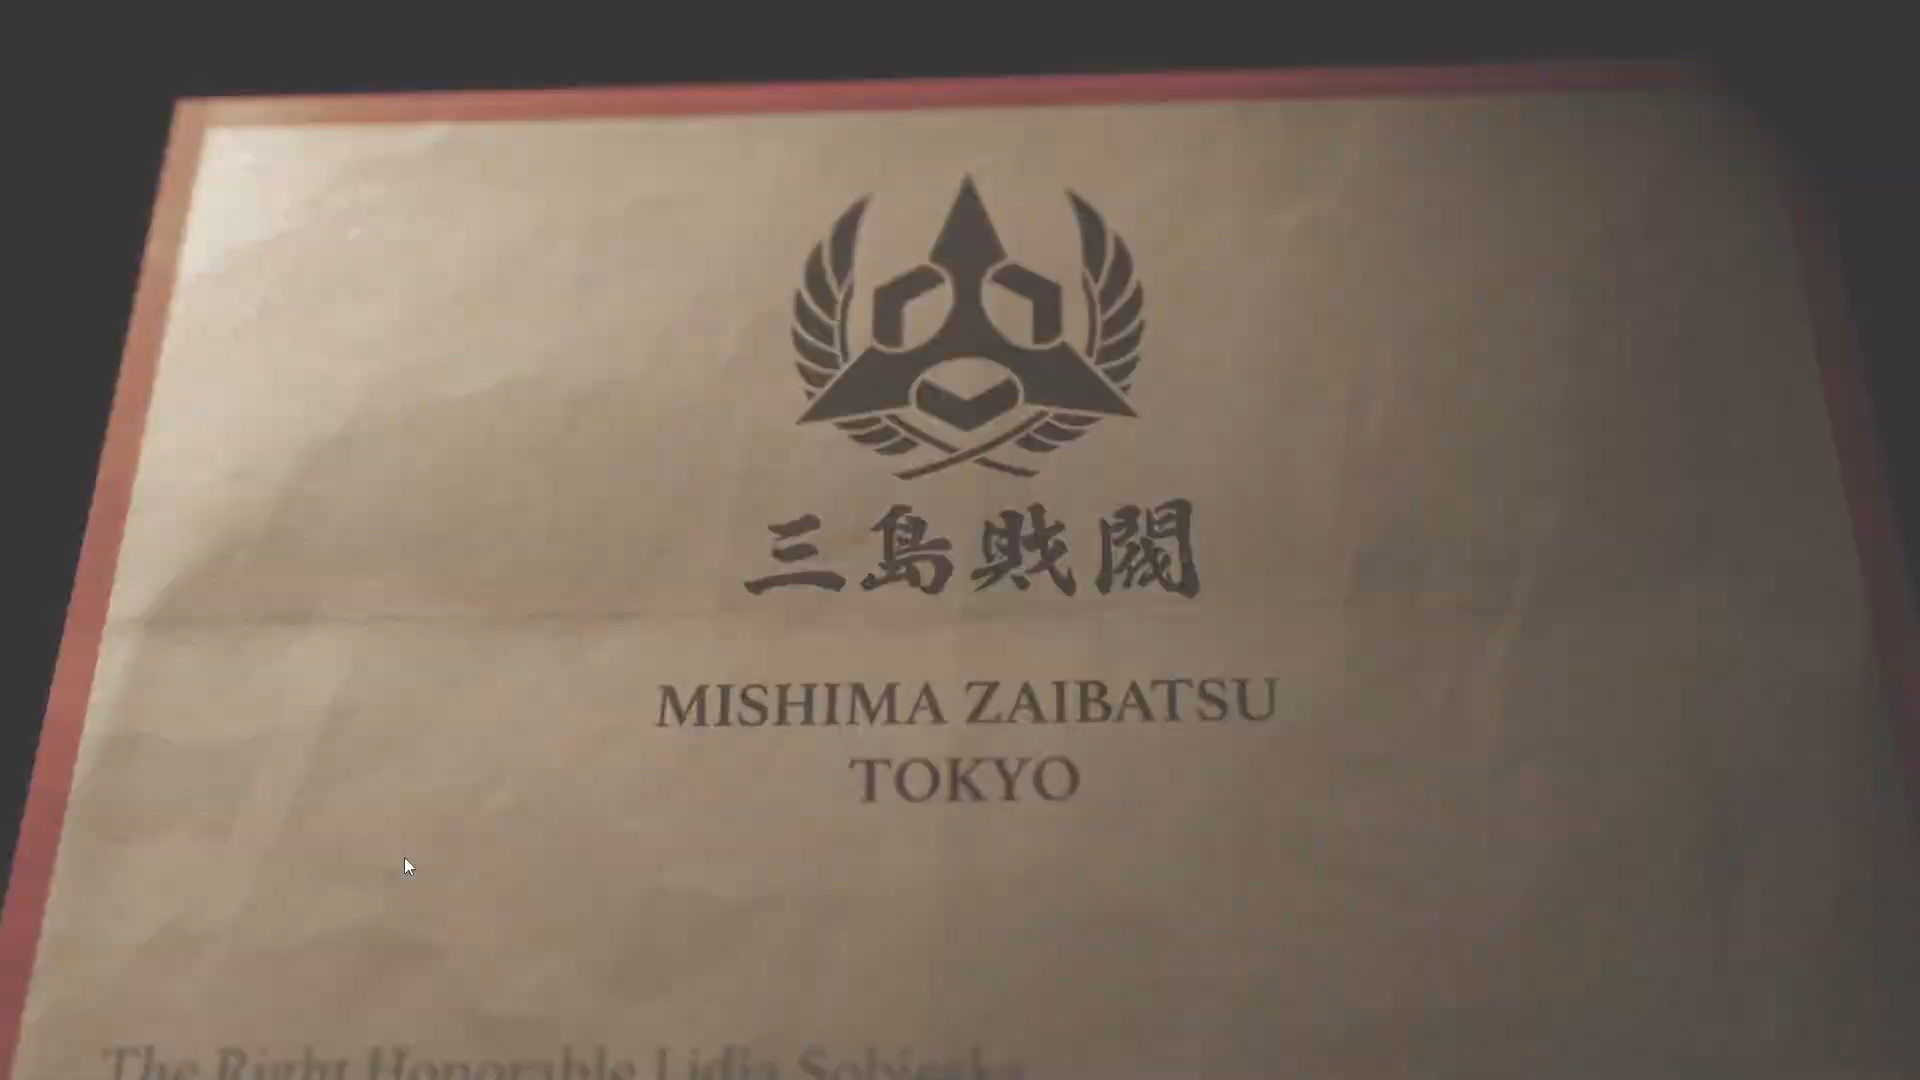 三島財閥
MISHIMA ZAIBATSU
TOKYO
The Right Honorable Lidia Sobieska